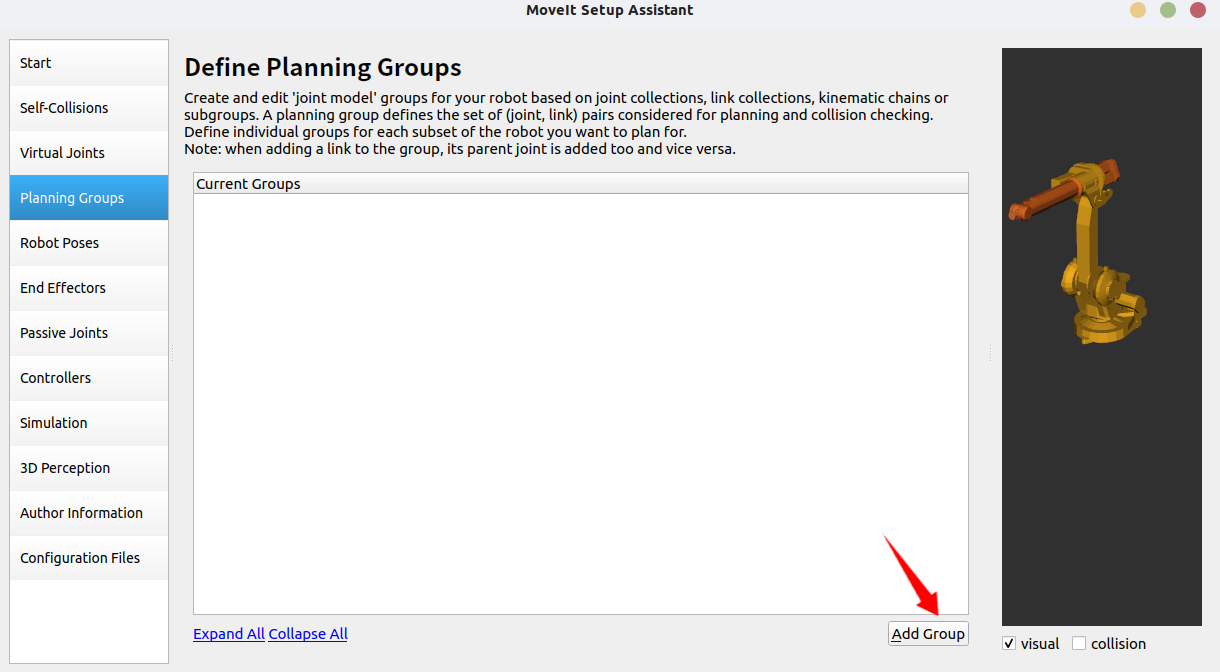 MoveIt Setup Assistant
Start
Self-Collisions
Virtual Joints
Planning Groups
Robot Poses
End Effectors
Passive Joints
Controllers
Simulation
3D Perception
Author Information
Configuration Files
Define Planning Groups
Create and edit 'joint model' groups for your robot based on joint collections, link collections, kinematic chains or
subgroups. A planning group defines the set of (joint, link) pairs considered for planning and collision checking.
Define individual groups for each subset of the robot you want to plan for.
Note: when adding a link to the group, its parent joint is added too and vice versa.
Current Groups
Expand All Collapse All
Add Group
visual collision